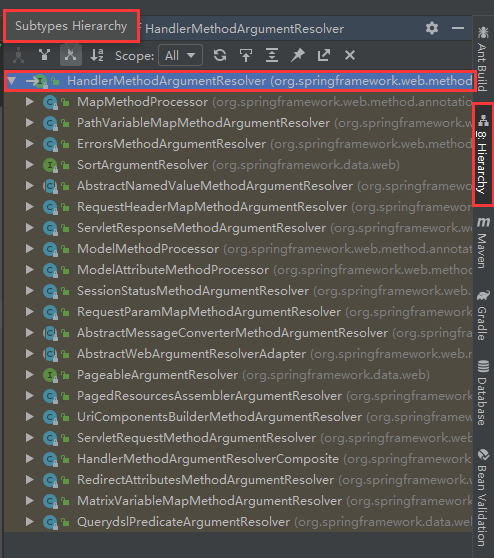 Subtypes Hierarchy f HandlerMethodArgumentResolver
Scope: All
HandlerMethodArgumentResolver (org.springframework.web.method
MapMethodProcessor (org.springframework.web.method.annotatio
PathVariableMapMethodArgumentResolver (org.springframework.w
ErrorsMethodArgumentResolver (org.springframework.web.method
SortArgumentResolver (org.springframework.data.web)
AbstractNamedValueMethodArgumentResolver (org.springframewor
RequestHeaderMapMethodArgumentResolver (org.springframework
ServletResponseMethodArgumentResolver (org.springframework.w
ModelMethodProcessor (org.springframework.web.method.annota
ModelAttributeMethodProcessor (org.springframework.web.metho
SessionStatusMethodArgumentResolver (org.springframework.web
RequestParamMapMethodArgumentResolver (org.springframework
AbstractMessageConverterMethodArgumentResolver (org.springfra
AbstractWebArgumentResolverAdapter (org.springframework.web.m
PageableArgumentResolver (org.springframework.data.web)
PagedResourcesAssemblerArgumentResolver (org.springframework
UriComponentsBuilderMethodArgumentResolver (org.springframew
ServletRequestMethodArgumentResolver (org.springframework.we
HandlerMethodArgumentResolverComposite (org.springframework
RedirectAttributesMethodArgumentResolver (org.springframework
MatrixVariableMapMethodArgumentResolver (org.springframework
QuerydslPredicateArgumentResolver (org.springframework.data.we
Ant Build
8: Hierarchy
Maven
Gradle
Database
Bean Validation